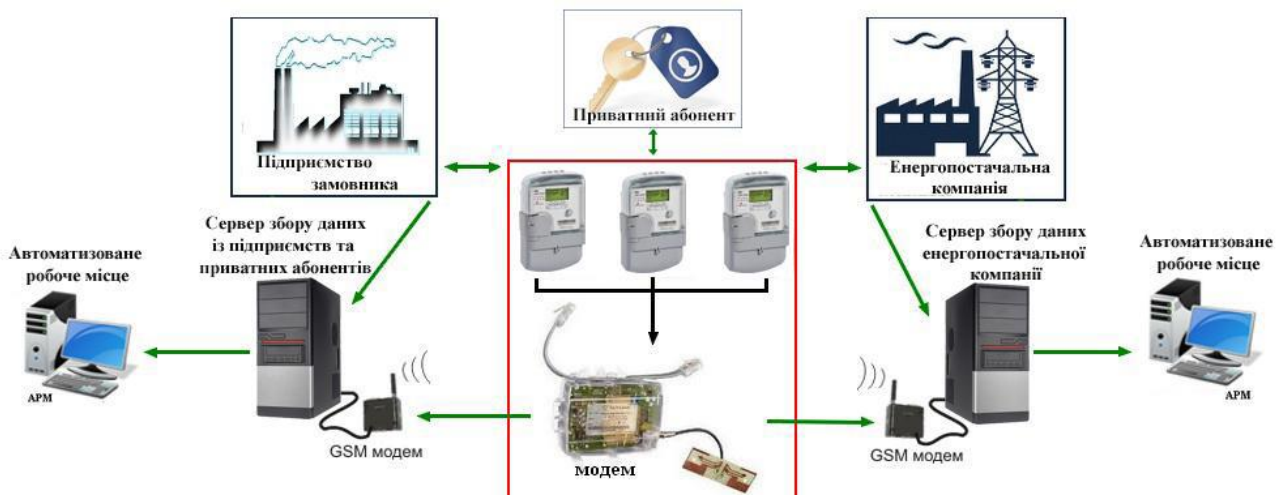 Приватний абонент
Підприємство
замовника
Енергопостачальна
компанія
Сервер збору даних
із підприємств та
приватних абонентів
Сервер збору даних
енергопостачальної
компанії
Автоматизоване
робоче місце
Автоматизоване
робоче місце
АРМ
АРМ
GSM модем
модем
GSM модем